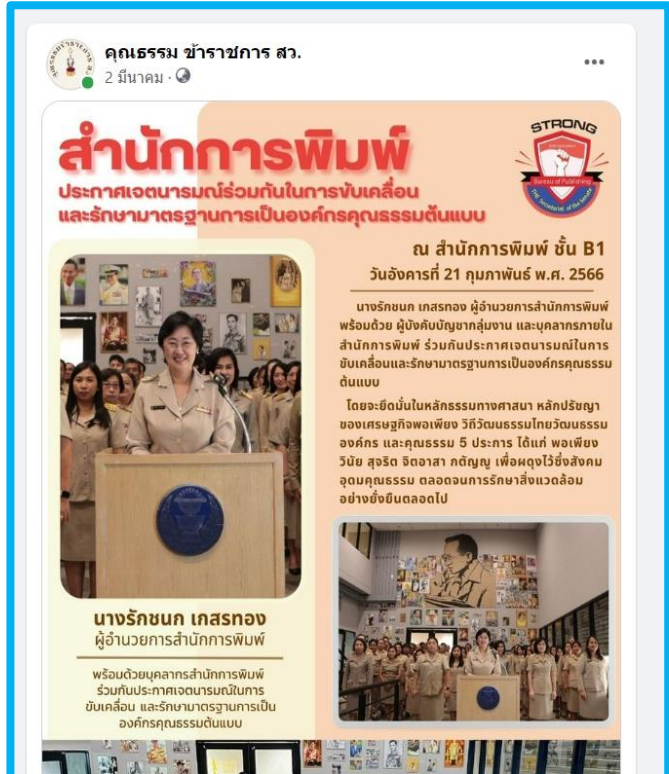 คุณธรรม ข้าราชการ สว.
2 มีนาคม ·
สำนักการพิมพ์
ประกาศเจตนารมณ์ร่วมกันในการขับเคลื่อน
และรักษามาตรฐานการเป็นองค์กรคุณธรรมต้นแบบ
STRONG
Bureau of Publishing
The Secretariat of the Senate
ณ สำนักการพิมพ์ ชั้น B1
วันอังคารที่ 21 กุมภาพันธ์ พ.ศ. 2566
นางรักชนก เกสรทอง ผู้อำนวยการสำนักการพิมพ์
พร้อมด้วย ผู้บังคับบัญชากลุ่มงาน และบุคลากรภายใน
สำนักการพิมพ์ ร่วมกันประกาศเจตนารมณ์ในการ
ขับเคลื่อนและรักษามาตรฐานการเป็นองค์กรคุณธรรม
ต้นแบบ
โดยจะยึดมั่นในหลักธรรมทางศาสนา หลักปรัชญา
ของเศรษฐกิจพอเพียง วิถีวัฒนธรรมไทยวัฒนธรรม
องค์กร และคุณธรรม 5 ประการ ได้แก่ พอเพียง
วินัย สุจริต จิตอาสา กตัญญู เพื่อผดุงไว้ซึ่งสังคม
อุดมคุณธรรม ตลอดจนการรักษาสิ่งแวดล้อม
อย่างยั่งยืนตลอดไป
นางรักชนก เกสรทอง
ผู้อำนวยการสำนักการพิมพ์
พร้อมด้วยบุคลากรสำนักการพิมพ์
ร่วมกันประกาศเจตนารมณ์ในการ
ขับเคลื่อน และรักษามาตรฐานการเป็น
องค์กรคุณธรรมต้นแบบ